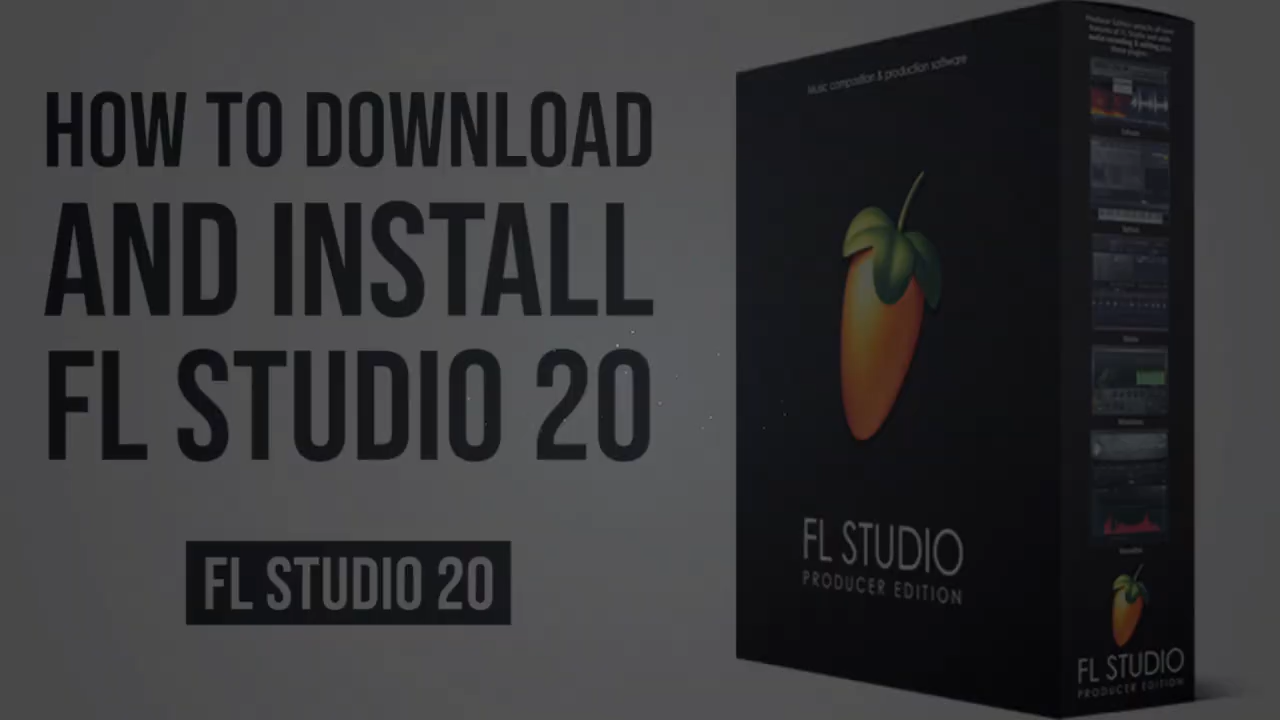 HOW TO DOWNLOAD
AND INSTALL
FL STUDIO 20
FL STUDIO 20
Music composition & production software
FL STUDIO
PRODUCER EDITION
FL STUDIO
PRODUCER EDITION